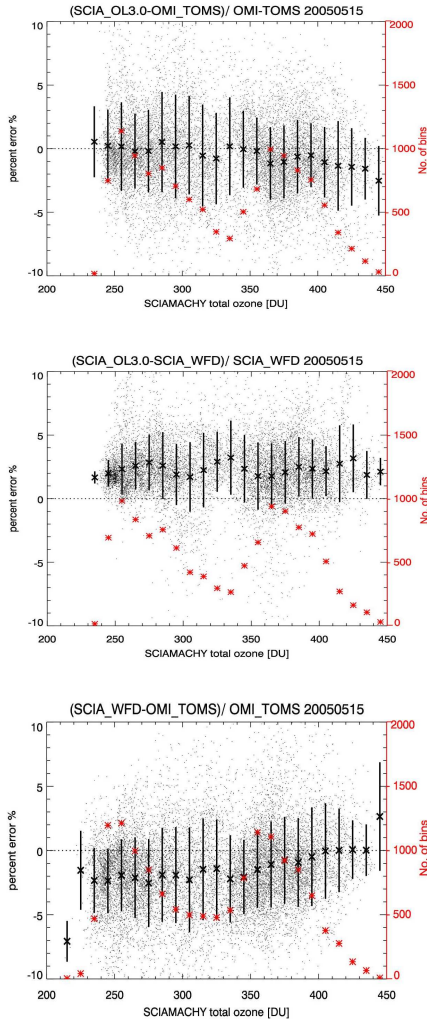 (SCIA_OL3.0-OMI_TOMS)/ OMI-TOMS 20050515
10
5
0
-5
-10
percent error %
2000
1500
1000
500
0
No. of bins
200 250 300 350 400 450
SCIAMACHY total ozone [DU]
(SCIA_OL3.0-SCIA_WFD)/ SCIA_WFD 20050515
10
5
0
-5
-10
percent error %
2000
1500
1000
500
0
No. of bins
200 250 300 350 400 450
SCIAMACHY total ozone [DU]
(SCIA_WFD-OMI_TOMS)/ OMI_TOMS 20050515
10
5
0
-5
-10
percent error %
2000
1500
1000
500
0
No. of bins
200 250 300 350 400 450
SCIAMACHY total ozone [DU]